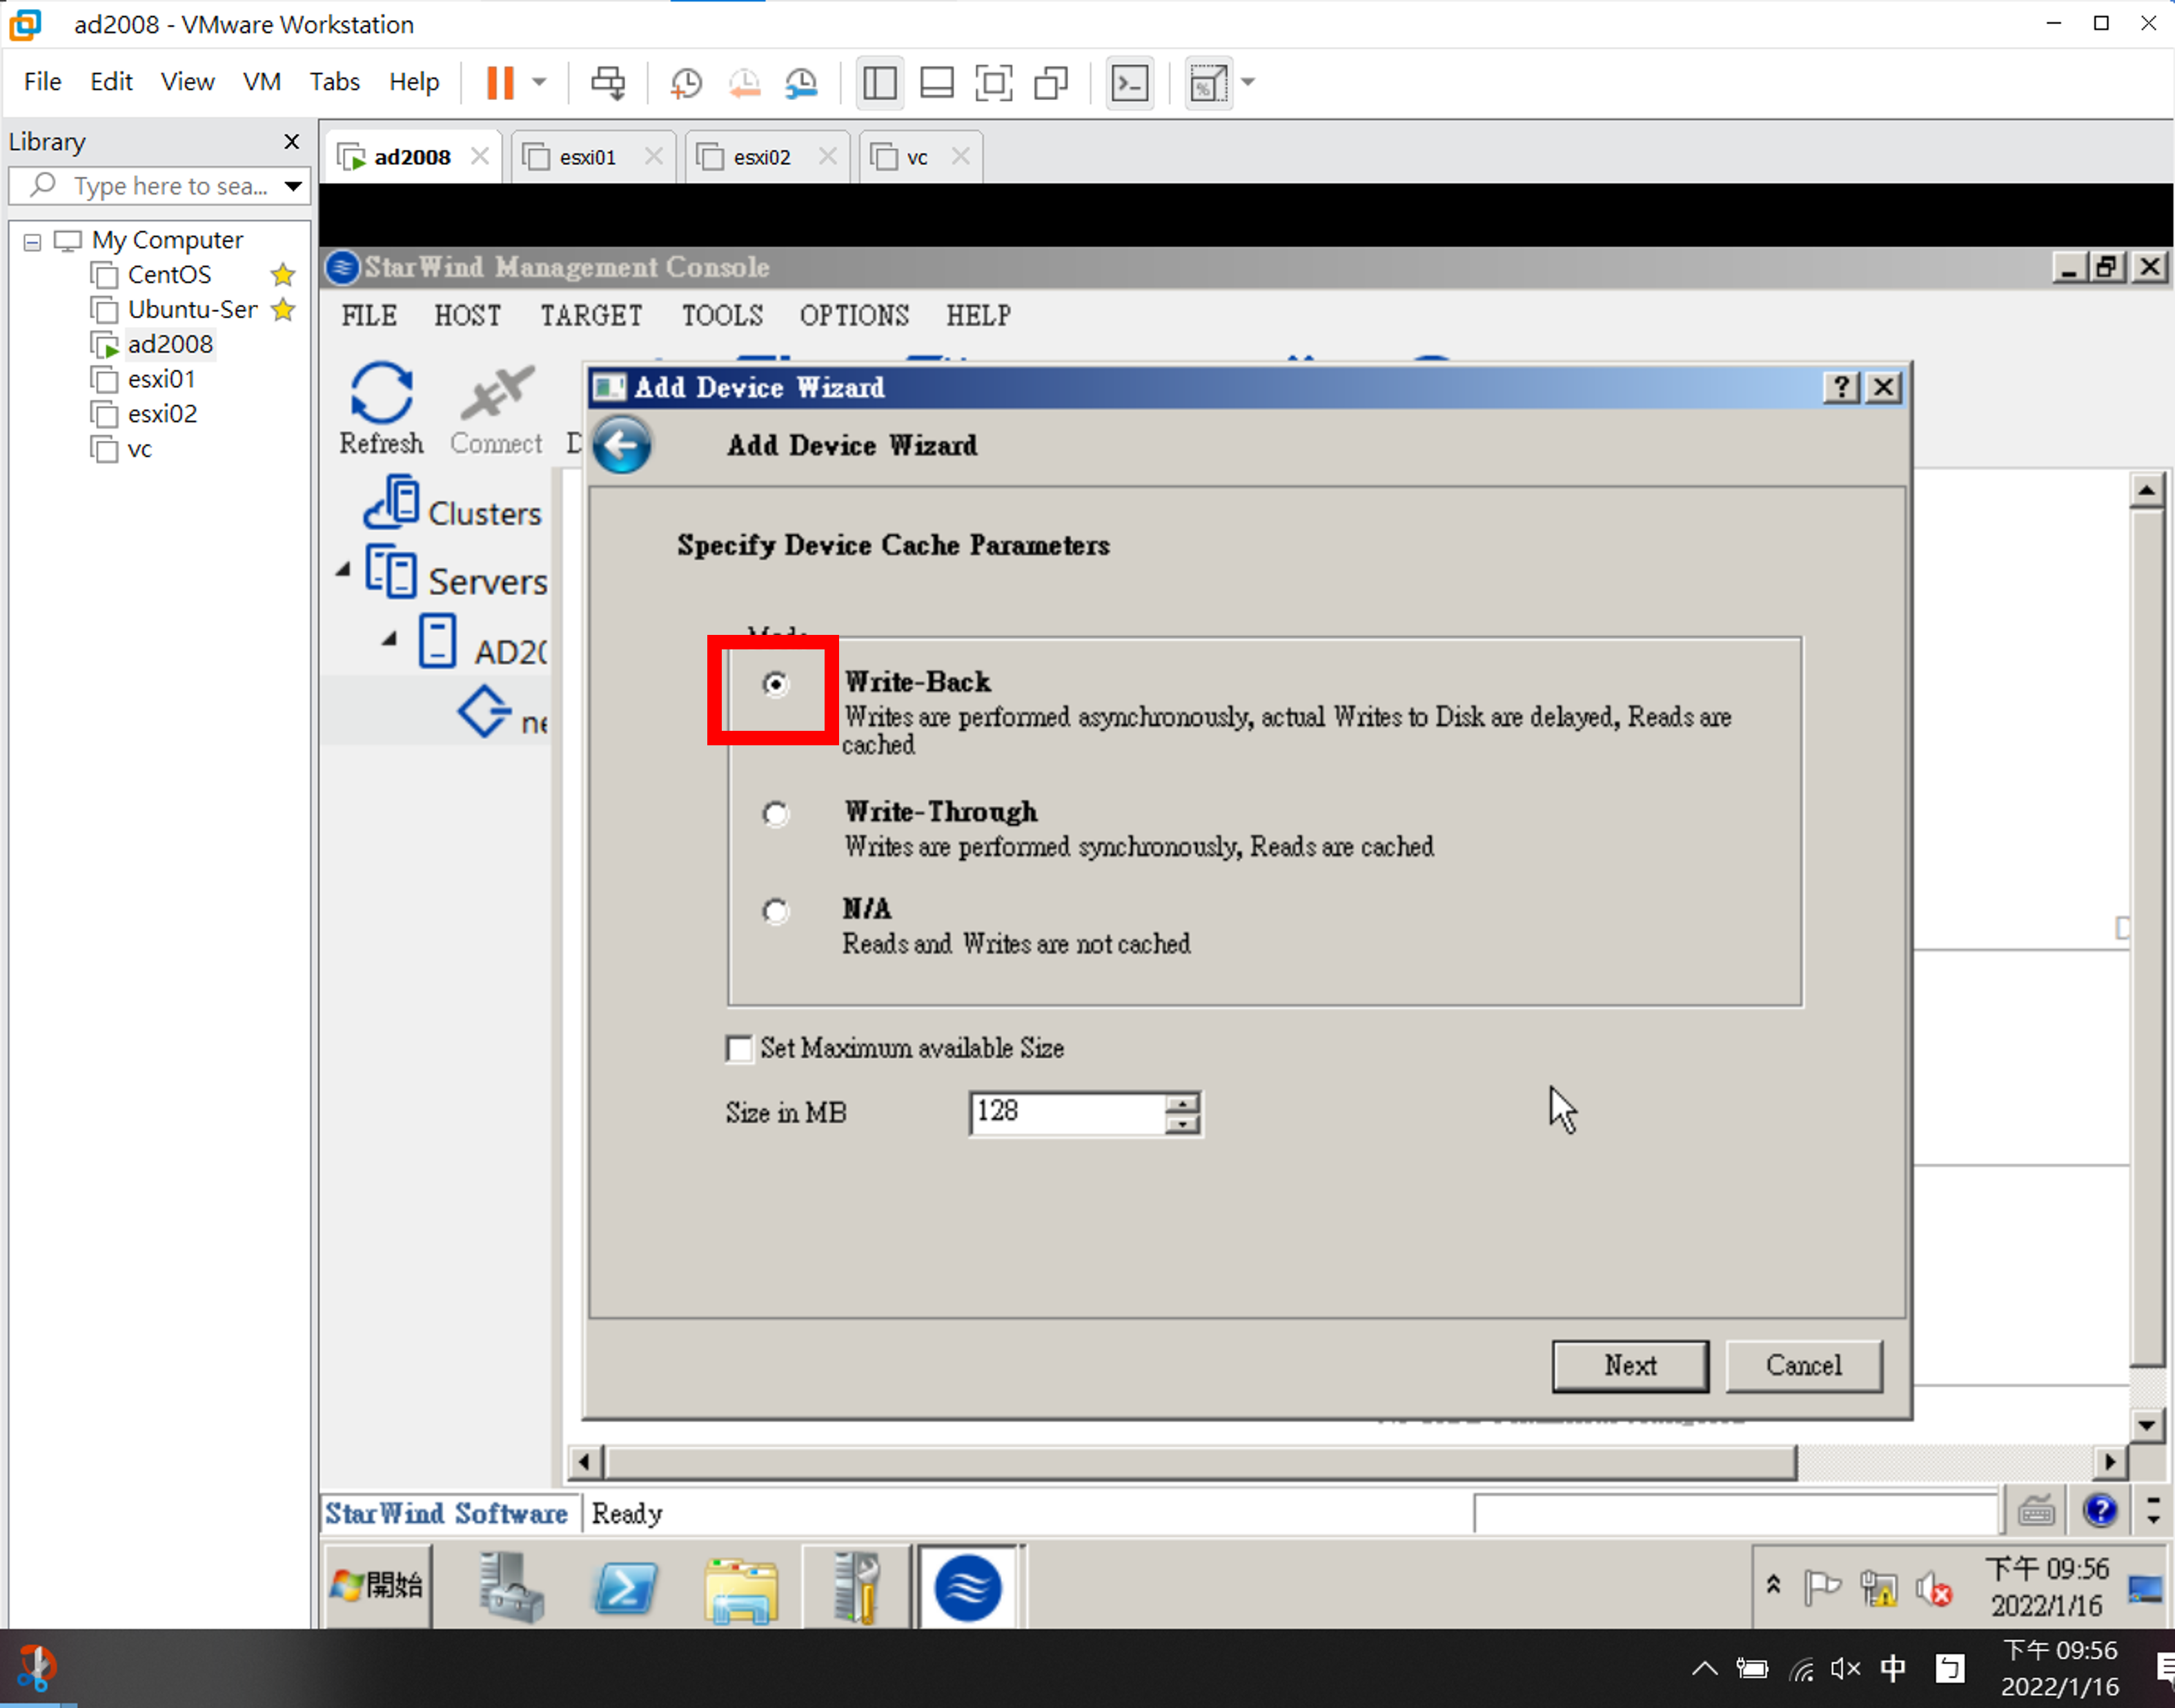 ad2008 - VMware Workstation
File Edit View VM Tabs Help
Library
Type here to sea...
ad2008 esxi01 esxi02 vc
My Computer
CentOS
Ubuntu-Ser
ad2008
esxi01
esxi02
vc
StarWind Management Console
FILE HOST TARGET TOOLS OPTIONS HELP
Refresh Connect D
Clusters
Servers
AD20
ne
Add Device Wizard
Add Device Wizard
Specify Device Cache Parameters
Mode
Write-Back
Writes are performed asynchronously, actual Writes to Disk are delayed, Reads are
cached
Write-Through
Writes are performed synchronously, Reads are cached
N/A
Reads and Writes are not cached
Set Maximum available Size
Size in MB 128
Next Cancel
StarWind Software Ready
開始
下午 09:56
2022/1/16
中
ㄅ
下午 09:56
2022/1/16